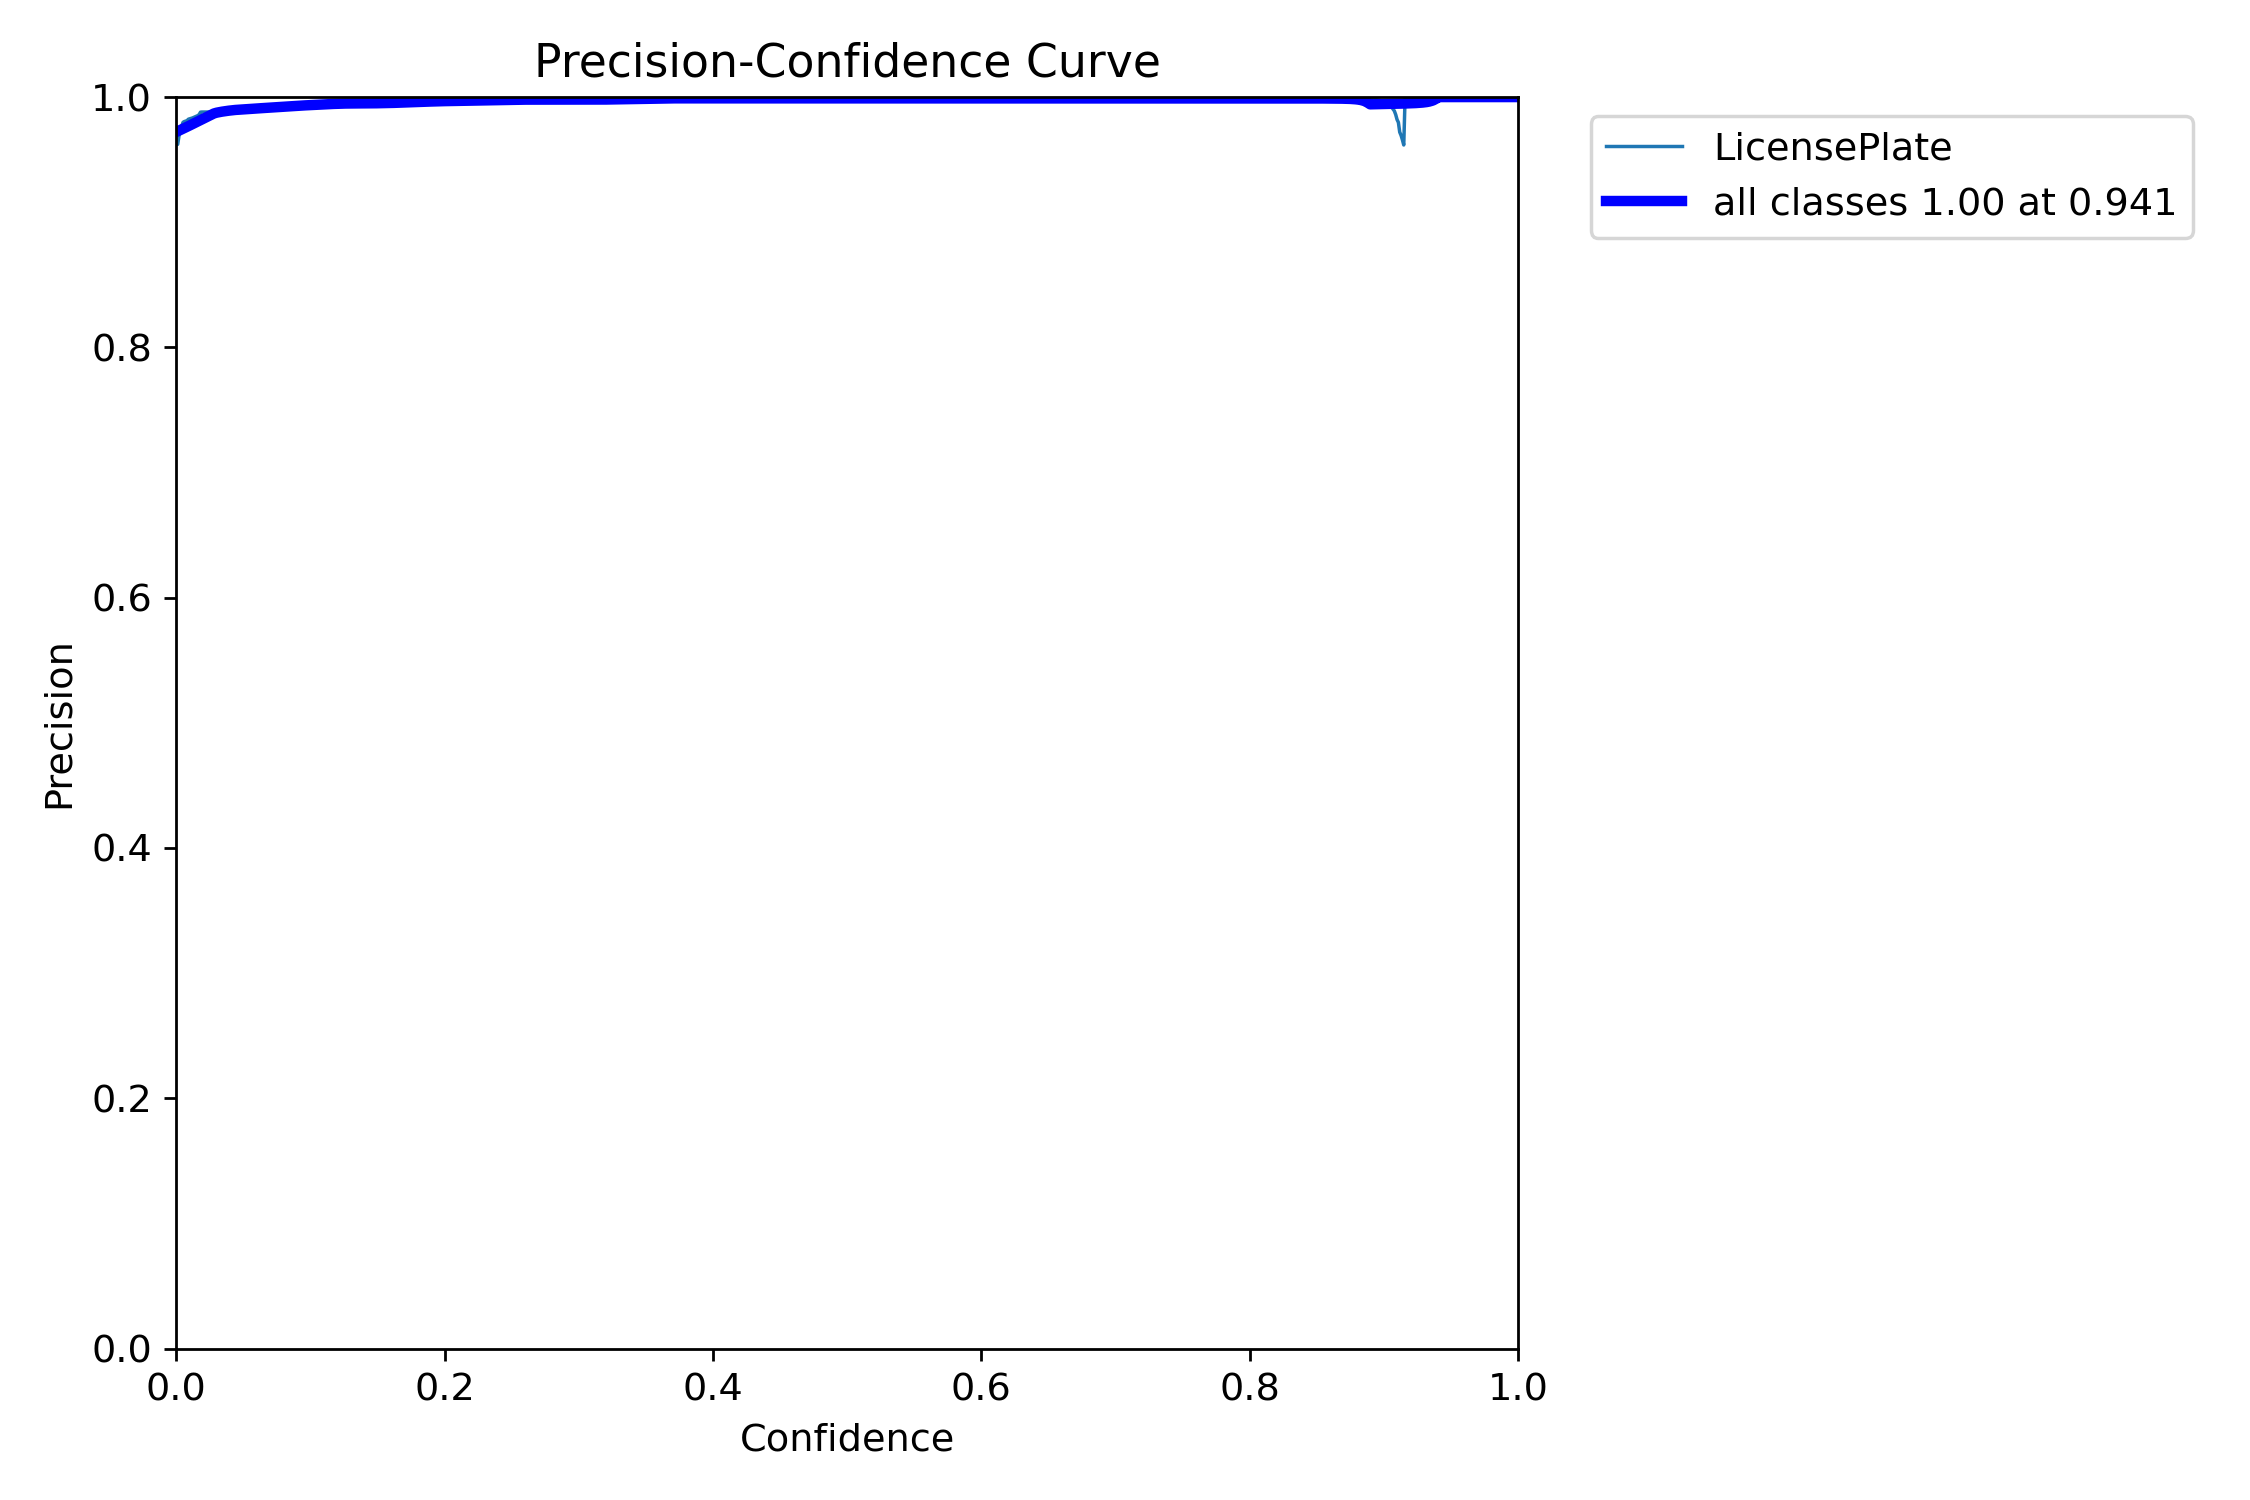 Precision-Confidence Curve
1.0
0.8
0.6
0.4
0.2
0.0
Precision
0.0 0.2 0.4 0.6 0.8 1.0
Confidence
LicensePlate
all classes 1.00 at 0.941